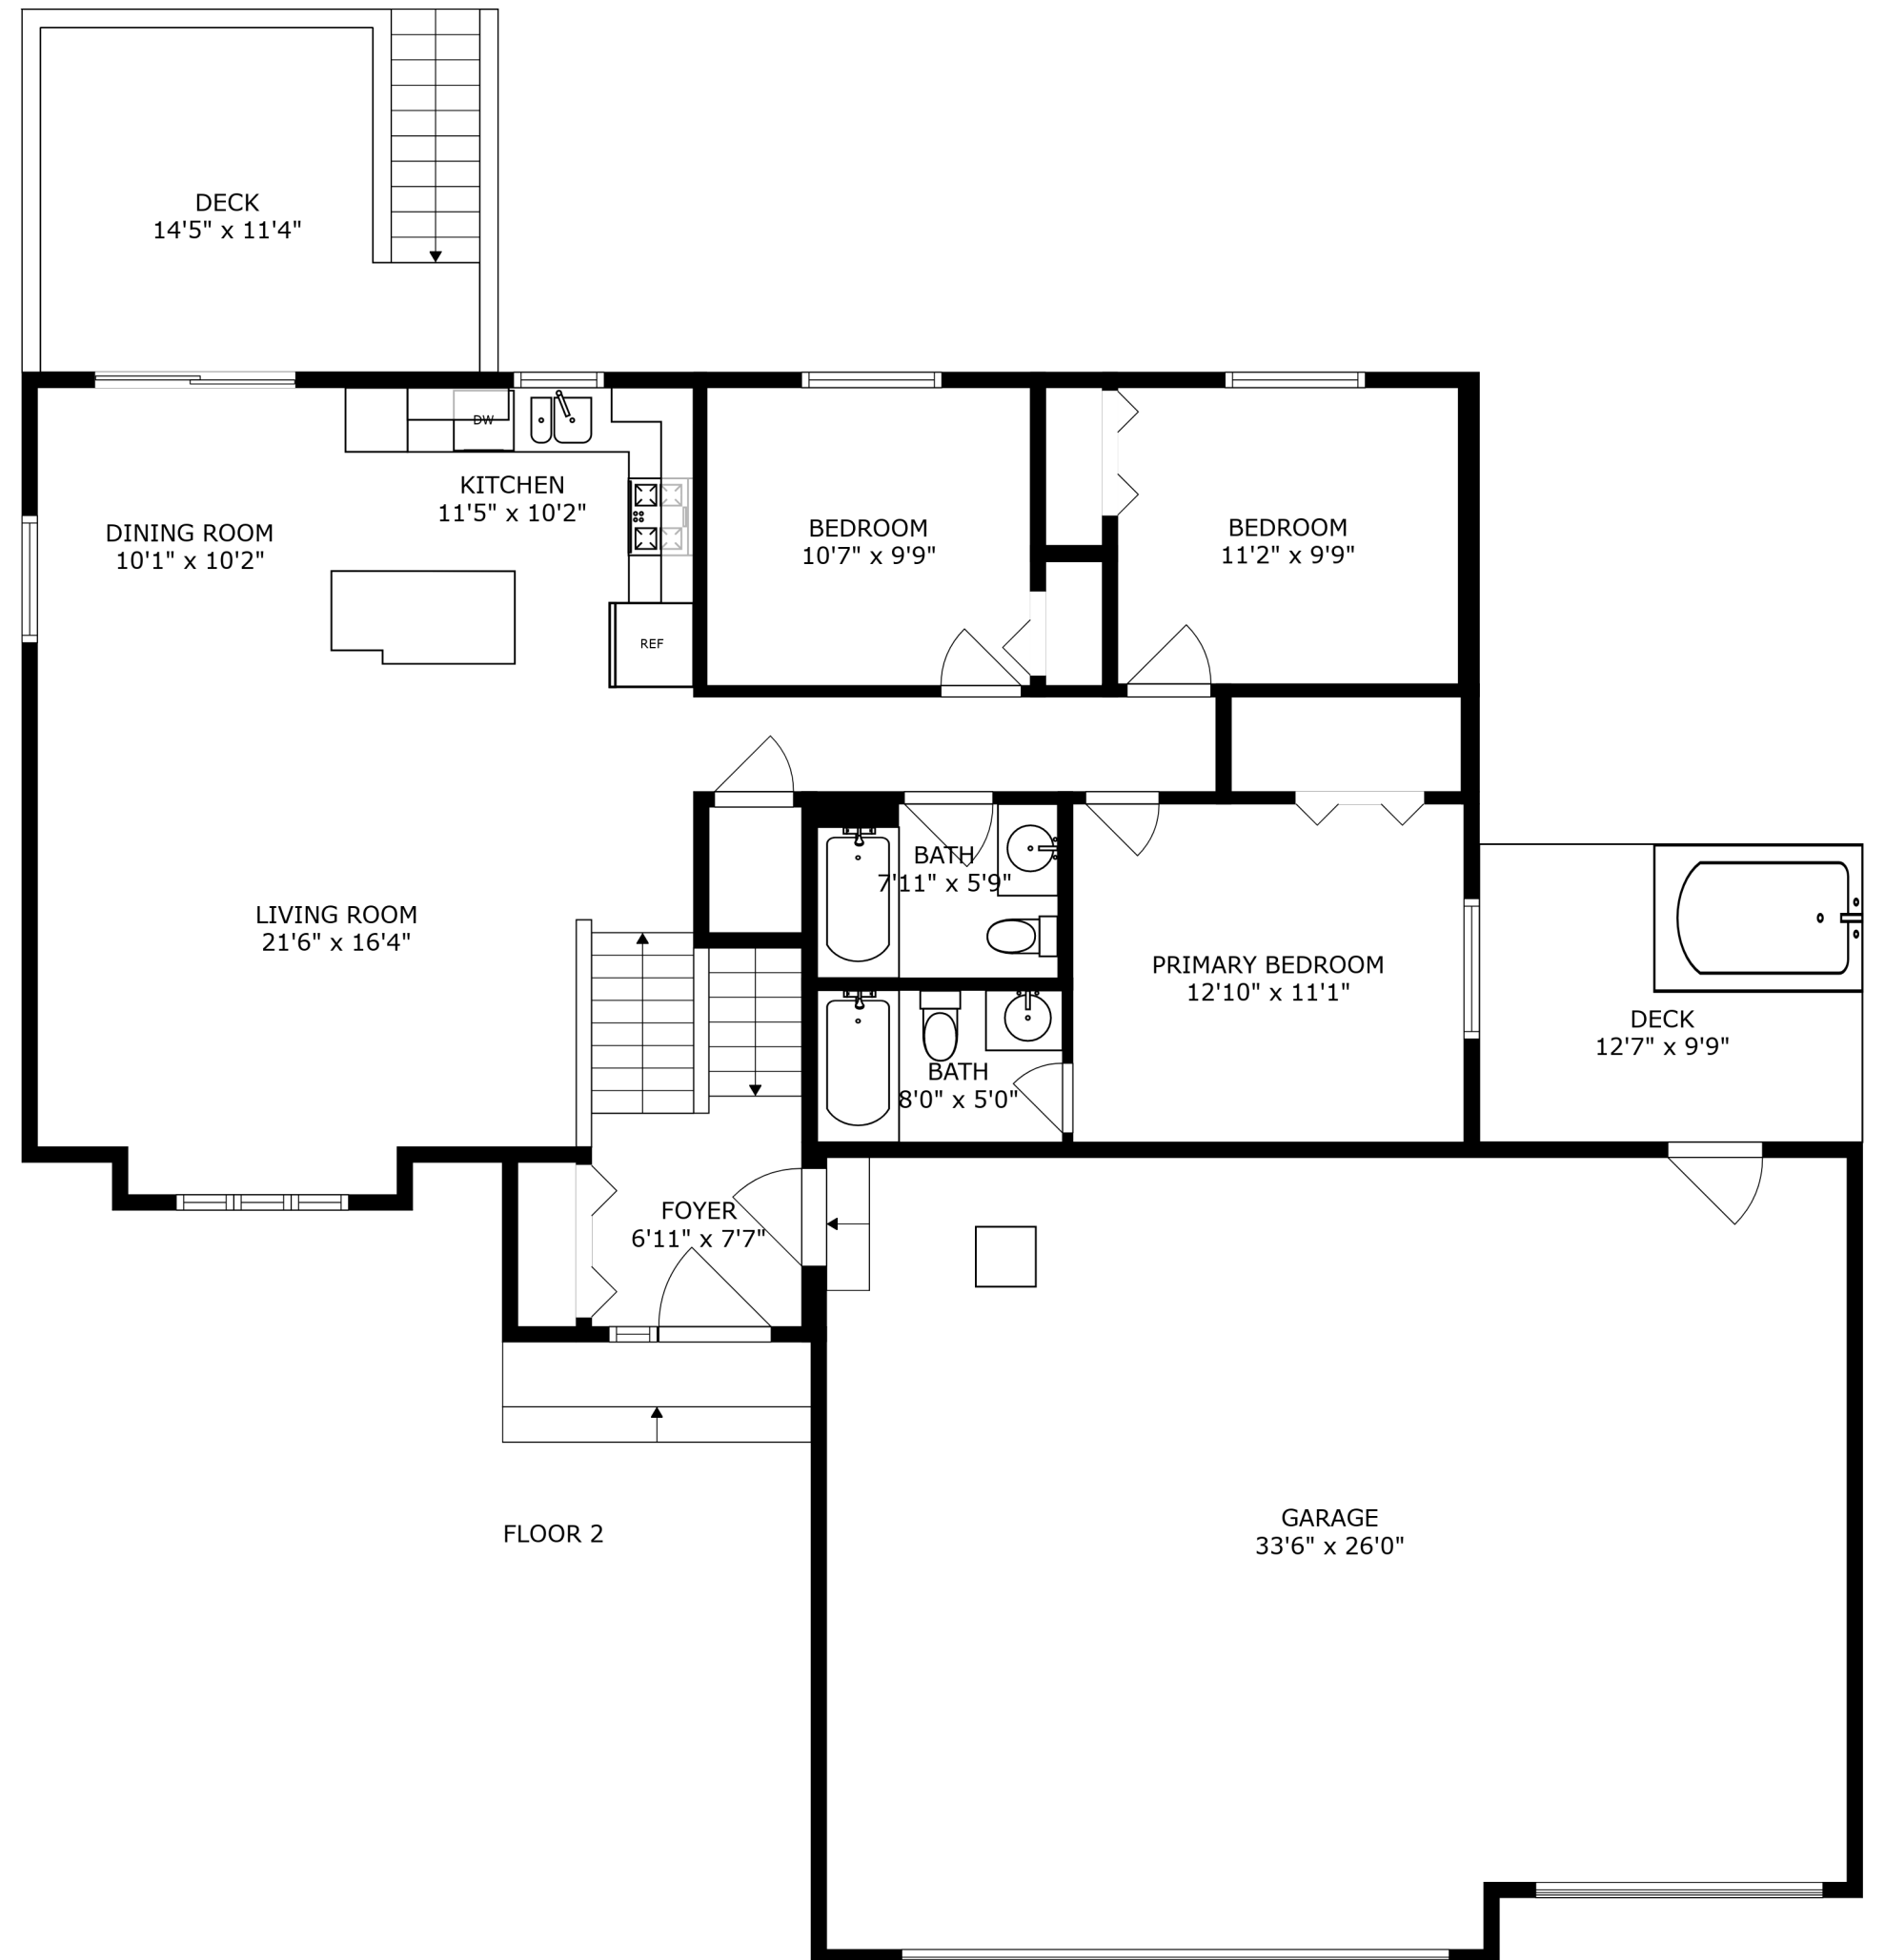 DECK
14'5" x 11'4"
DW
KITCHEN
11'5" x 10'2"
DINING ROOM
10'1" x 10'2"
BEDROOM
10'7" x 9'9"
BEDROOM
11'2" x 9'9"
REF
BATH
7'11" x 5'9"
LIVING ROOM
21'6" x 16'4"
PRIMARY BEDROOM
12'10" x 11'1"
DECK
12'7" x 9'9"
BATH
8'0" x 5'0"
FOYER
6'11" x 7'7"
GARAGE
33'6" x 26'0"
FLOOR 2